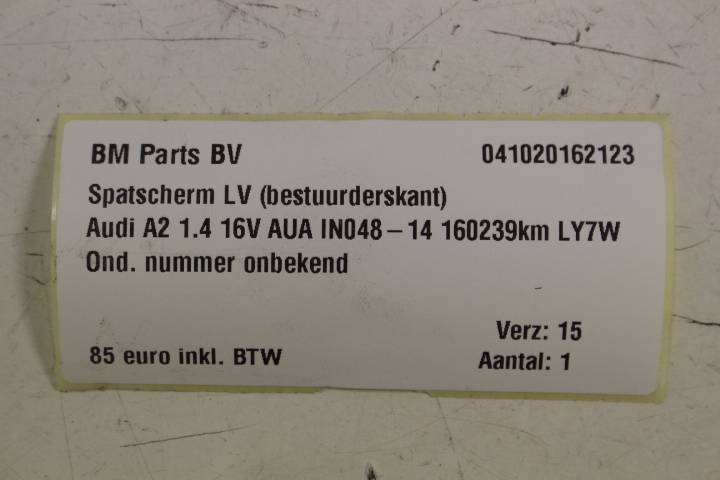 BM Parts BV 041020162123
Spatscherm LV (bestuurderskant)
Audi A2 1.4 16V AUA IN048-14 160239km LY7W
Ond. nummer onbekend
Verz: 15
85 euro inkl. BTW Aantal: 1